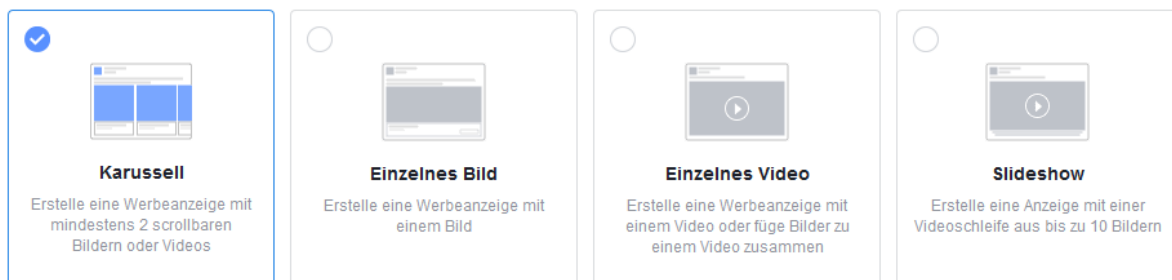 Karussell
Erstelle eine Werbeanzeige mit
mindestens 2 scrollbaren
Bildern oder Videos
Einzelnes Bild
Erstelle eine Werbeanzeige mit
einem Bild
Einzelnes Video
Erstelle eine Werbeanzeige mit
einem Video oder füge Bilder zu
einem Video zusammen
Slideshow
Erstelle eine Anzeige mit einer
Videoschleife aus bis zu 10 Bildern